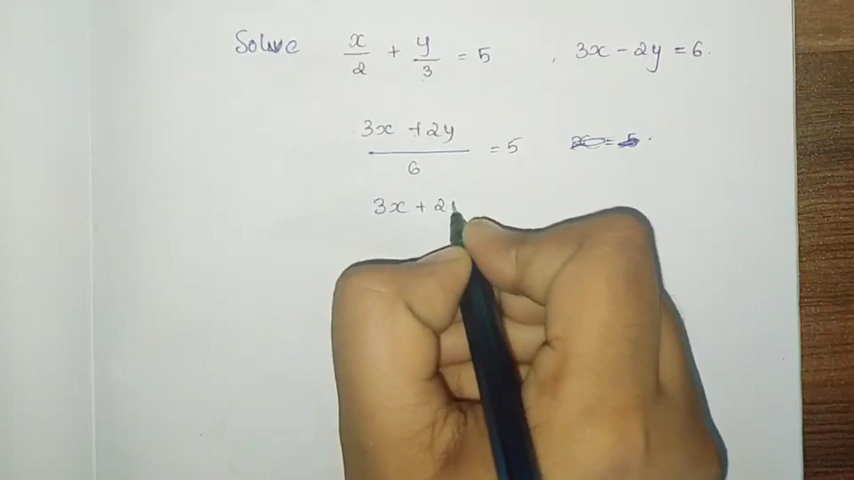 Solve x/2 + y/3 = 5 , 3x - 2y = 6.
(3x + 2y)/6 = 5
3x + 2